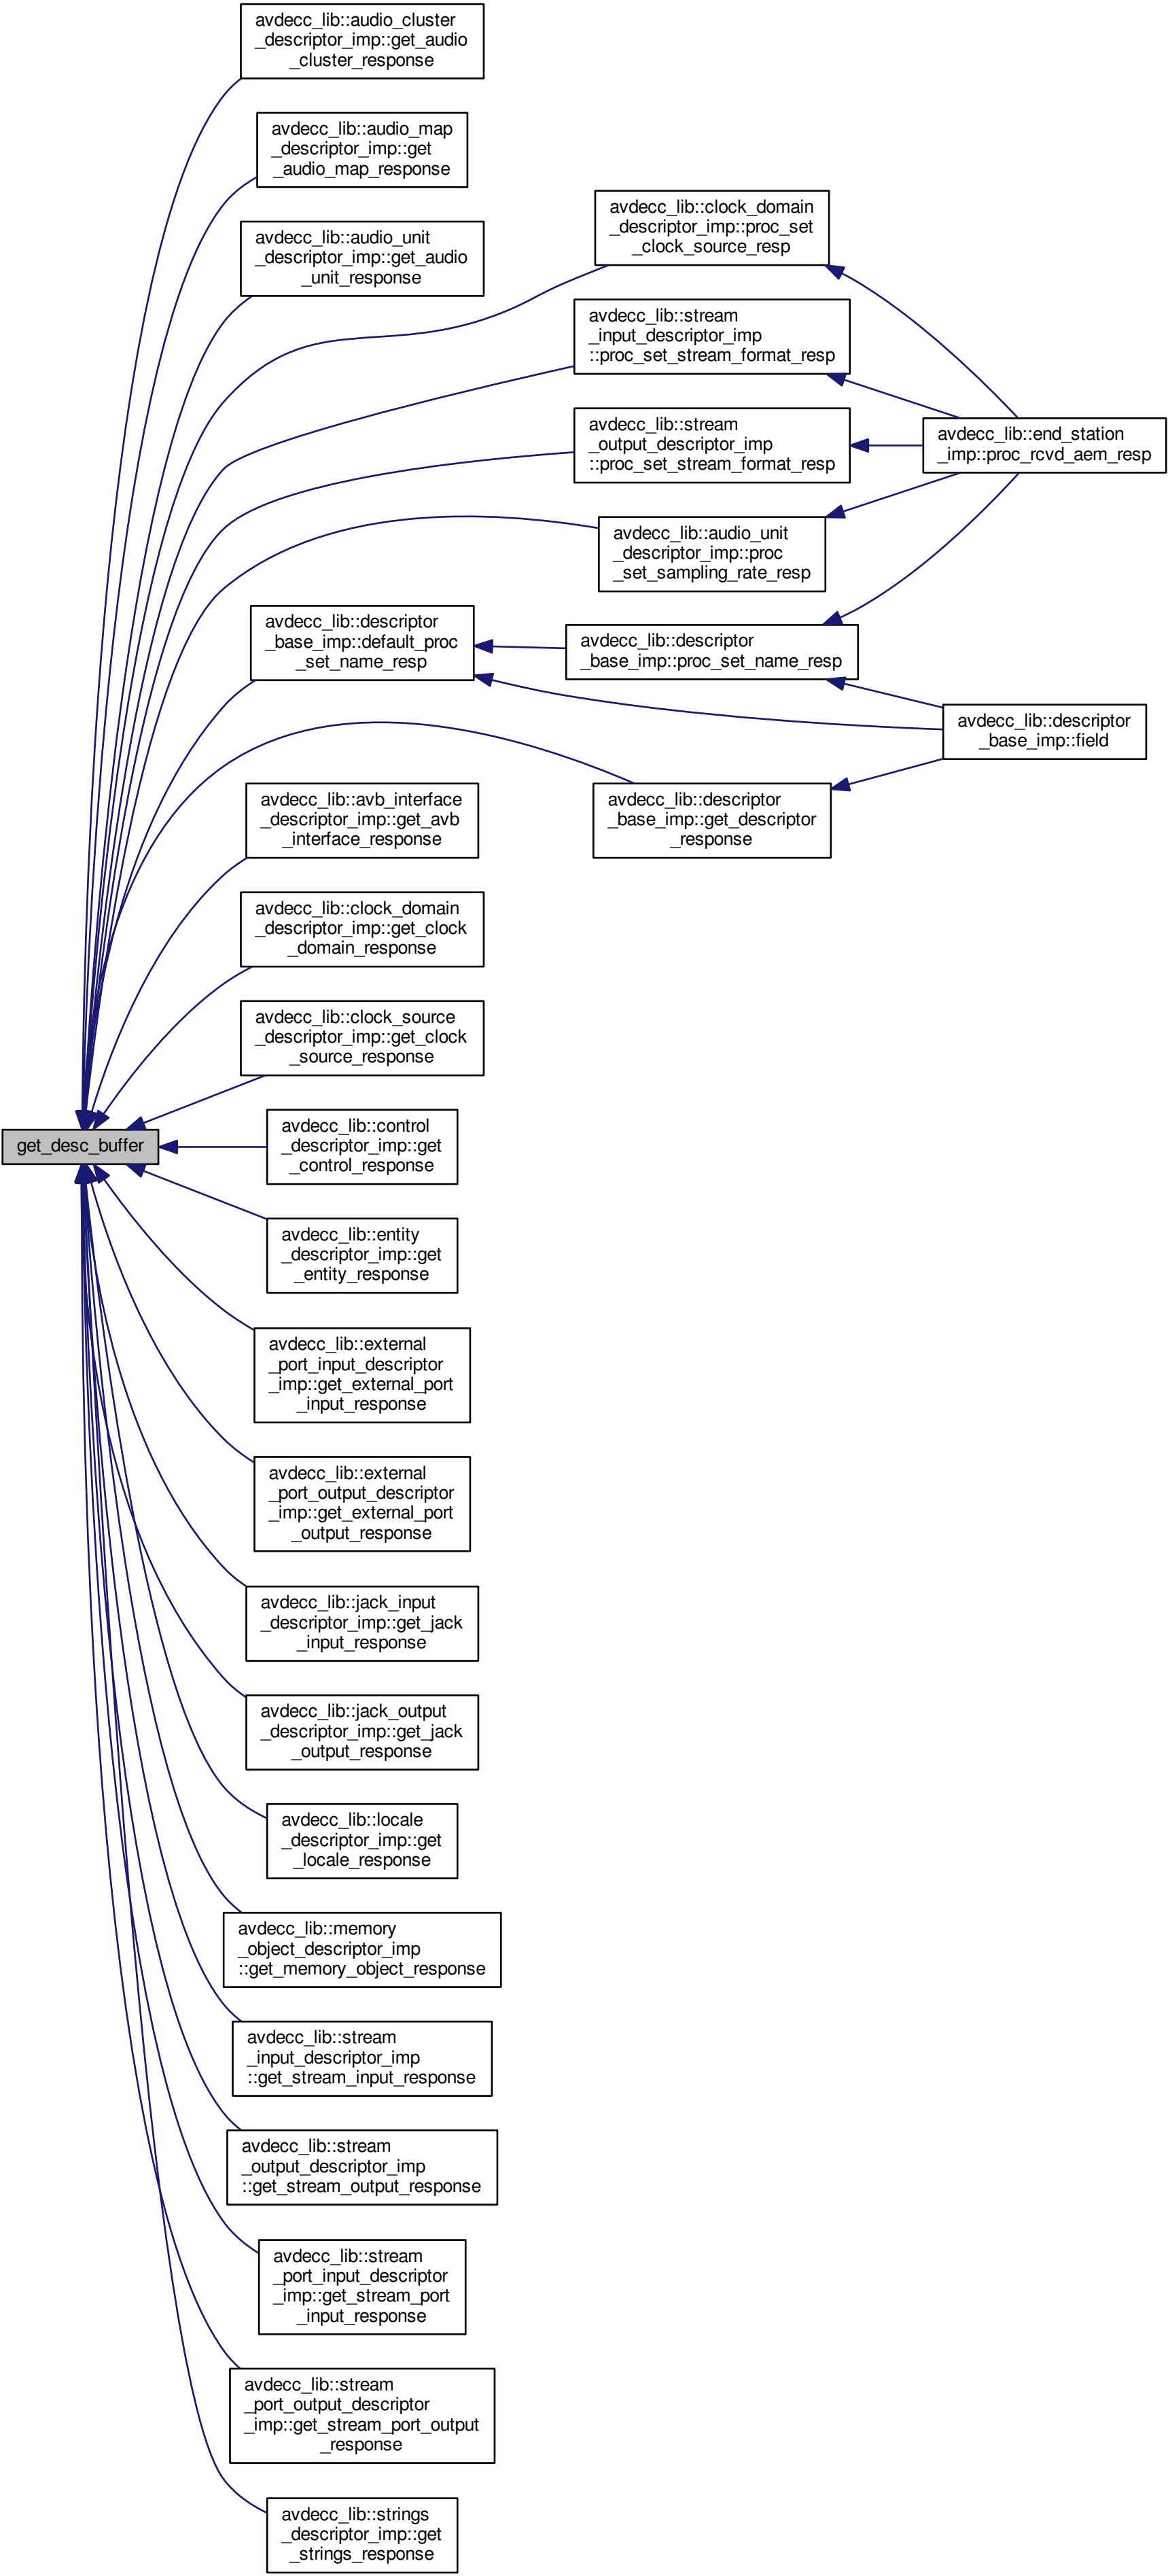 avdecc_lib::audio_cluster
_descriptor_imp::get_audio
_cluster_response
avdecc_lib::audio_map
_descriptor_imp::get
_audio_map_response
avdecc_lib::audio_unit
_descriptor_imp::get_audio
_unit_response
avdecc_lib::clock_domain
_descriptor_imp::proc_set
_clock_source_resp
avdecc_lib::stream
_input_descriptor_imp
::proc_set_stream_format_resp
avdecc_lib::stream
_output_descriptor_imp
::proc_set_stream_format_resp
avdecc_lib::end_station
_imp::proc_rcvd_aem_resp
avdecc_lib::audio_unit
_descriptor_imp::proc
_set_sampling_rate_resp
avdecc_lib::descriptor
_base_imp::default_proc
_set_name_resp
avdecc_lib::descriptor
_base_imp::proc_set_name_resp
avdecc_lib::descriptor
_base_imp::field
avdecc_lib::avb_interface
_descriptor_imp::get_avb
_interface_response
avdecc_lib::descriptor
_base_imp::get_descriptor
_response
avdecc_lib::clock_domain
_descriptor_imp::get_clock
_domain_response
avdecc_lib::clock_source
_descriptor_imp::get_clock
_source_response
get_desc_buffer
avdecc_lib::control
_descriptor_imp::get
_control_response
avdecc_lib::entity
_descriptor_imp::get
_entity_response
avdecc_lib::external
_port_input_descriptor
_imp::get_external_port
_input_response
avdecc_lib::external
_port_output_descriptor
_imp::get_external_port
_output_response
avdecc_lib::jack_input
_descriptor_imp::get_jack
_input_response
avdecc_lib::jack_output
_descriptor_imp::get_jack
_output_response
avdecc_lib::locale
_descriptor_imp::get
_locale_response
avdecc_lib::memory
_object_descriptor_imp
::get_memory_object_response
avdecc_lib::stream
_input_descriptor_imp
::get_stream_input_response
avdecc_lib::stream
_output_descriptor_imp
::get_stream_output_response
avdecc_lib::stream
_port_input_descriptor
_imp::get_stream_port
_input_response
avdecc_lib::stream
_port_output_descriptor
_imp::get_stream_port_output
_response
avdecc_lib::strings
_descriptor_imp::get
_strings_response